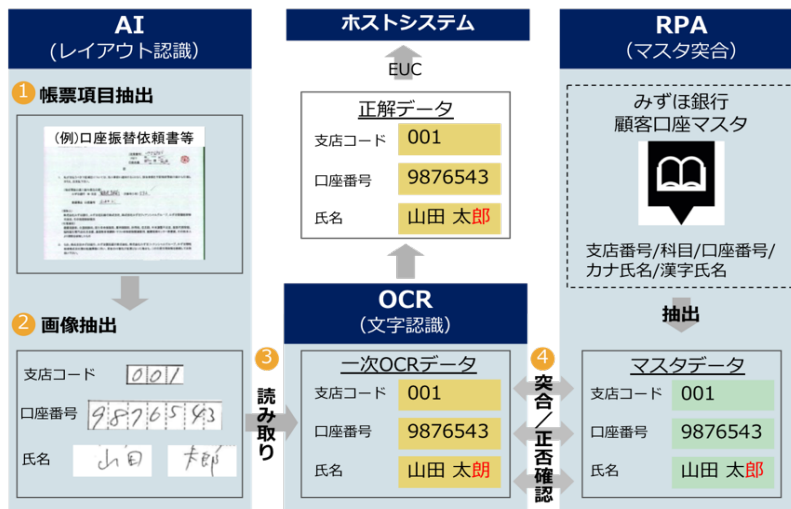 AI
(レイアウト認識)
1 帳票項目抽出
(例)口座振替依頼書等
2 画像抽出
支店コード 001
口座番号 9876543
氏名 山田 太郎
3 読み取り
ホストシステム
EUC
正解データ
支店コード 001
口座番号 9876543
氏名 山田 太郎
OCR
(文字認識)
一次OCRデータ
支店コード 001
口座番号 9876543
氏名 山田 太朗
4 突合/正否確認
RPA
(マスタ突合)
みずほ銀行
顧客口座マスタ
支店番号/科目/口座番号/
カナ氏名/漢字氏名
抽出
マスタデータ
支店コード 001
口座番号 9876543
氏名 山田 太郎